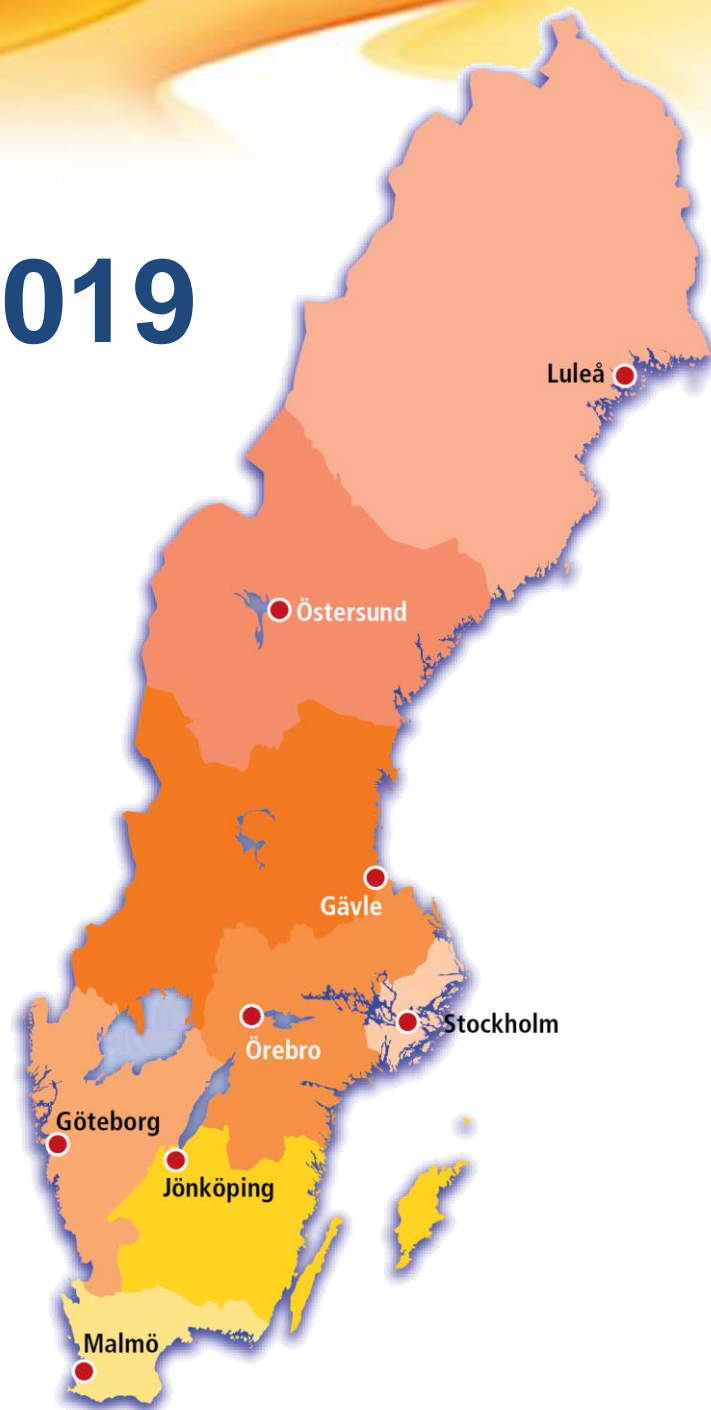 019
Luleå
Östersund
Gävle
Stockholm
Örebro
Göteborg
Jönköping
Malmö